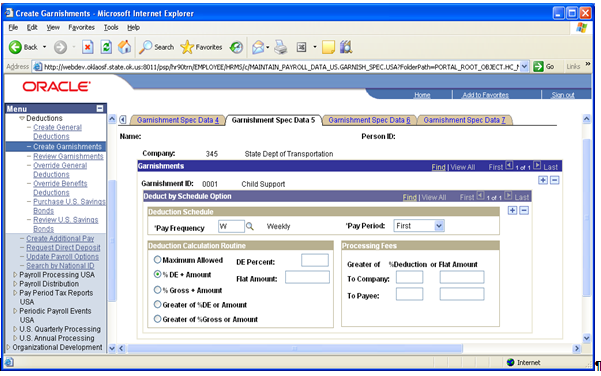 Create Garnishments - Microsoft Internet Explorer
File Edit View Favorites Tools Help
Back Search Favorites
Address http://webdev.oklaosf.state.ok.us:8011/psp/hr90trn/EMPLOYEE/HRMS/c/MAINTAIN_PAYROLL_DATA_US.GARNISH_SPEC.USA?FolderPath=PORTAL_ROOT_OBJECT.HC_ Go Links »
ORACLE
Home Add to Favorites Sign out
Menu
Deductions
– Create General
Deductions
– Create Garnishments
– Review Garnishments
– Override General
Deductions
– Override Benefits
Deductions
– Purchase U.S. Savings
Bonds
– Review U.S. Savings
Bonds
– Create Additional Pay
– Request Direct Deposit
– Update Payroll Options
– Search by National ID
Payroll Processing USA
Payroll Distribution
Pay Period Tax Reports
USA
Periodic Payroll Events
USA
U.S. Quarterly Processing
U.S. Annual Processing
Organizational Development
Garnishment Spec Data 4 Garnishment Spec Data 5 Garnishment Spec Data 6 Garnishment Spec Data 7
Name: Person ID:
Company: 345 State Dept of Transportation
Garnishments Find | View All First 1 of 1 Last
Garnishment ID: 0001 Child Support
Deduct by Schedule Option Find | View All First 1 of 1 Last
Deduction Schedule
*Pay Frequency W Weekly *Pay Period: First
Deduction Calculation Routine
Maximum Allowed DE Percent:
% DE + Amount Flat Amount:
% Gross + Amount
Greater of %DE or Amount
Greater of %Gross or Amount
Processing Fees
Greater of %Deduction or Flat Amount
To Company:
To Payee:
Internet
¶